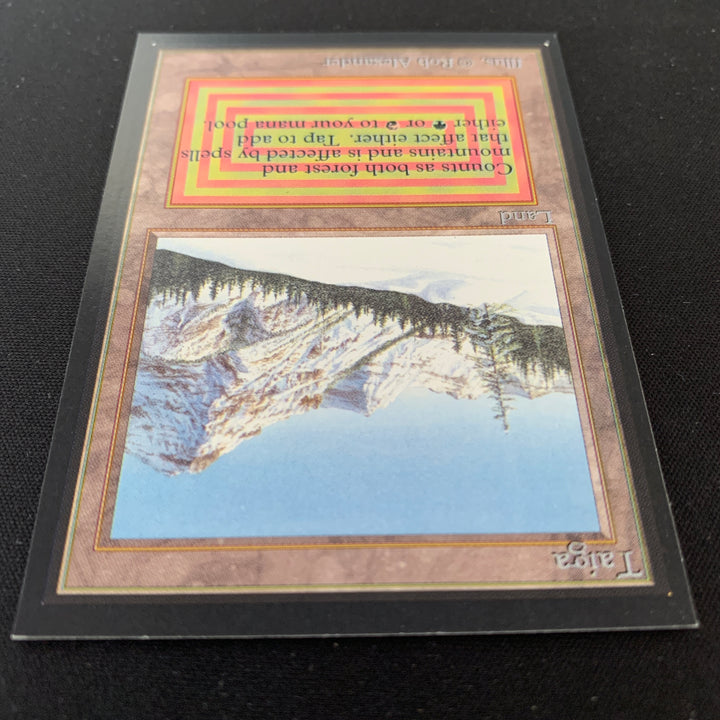 Taiga
Land
Counts as both forest and
mountains and is affected by spells
that affect either. Tap to add
either or to your mana pool.
Illus. © Rob Alexander